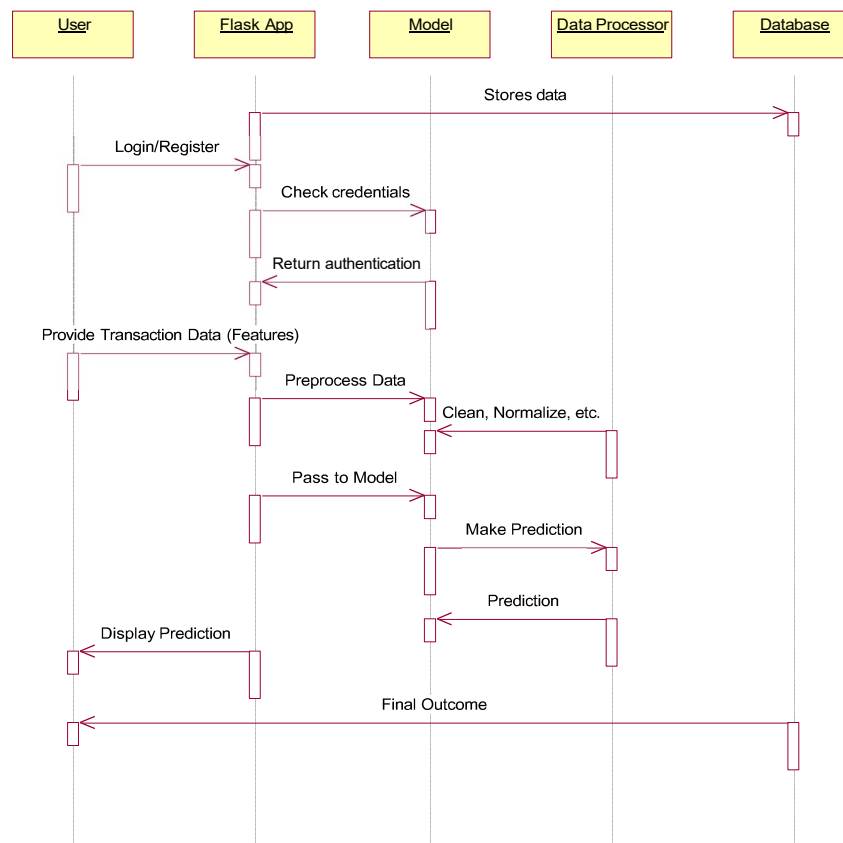 User
Flask App
Model
Data Processor
Database
Stores data
Login/Register
Check credentials
Return authentication
Provide Transaction Data (Features)
Preprocess Data
Clean, Normalize, etc.
Pass to Model
Make Prediction
Prediction
Display Prediction
Final Outcome